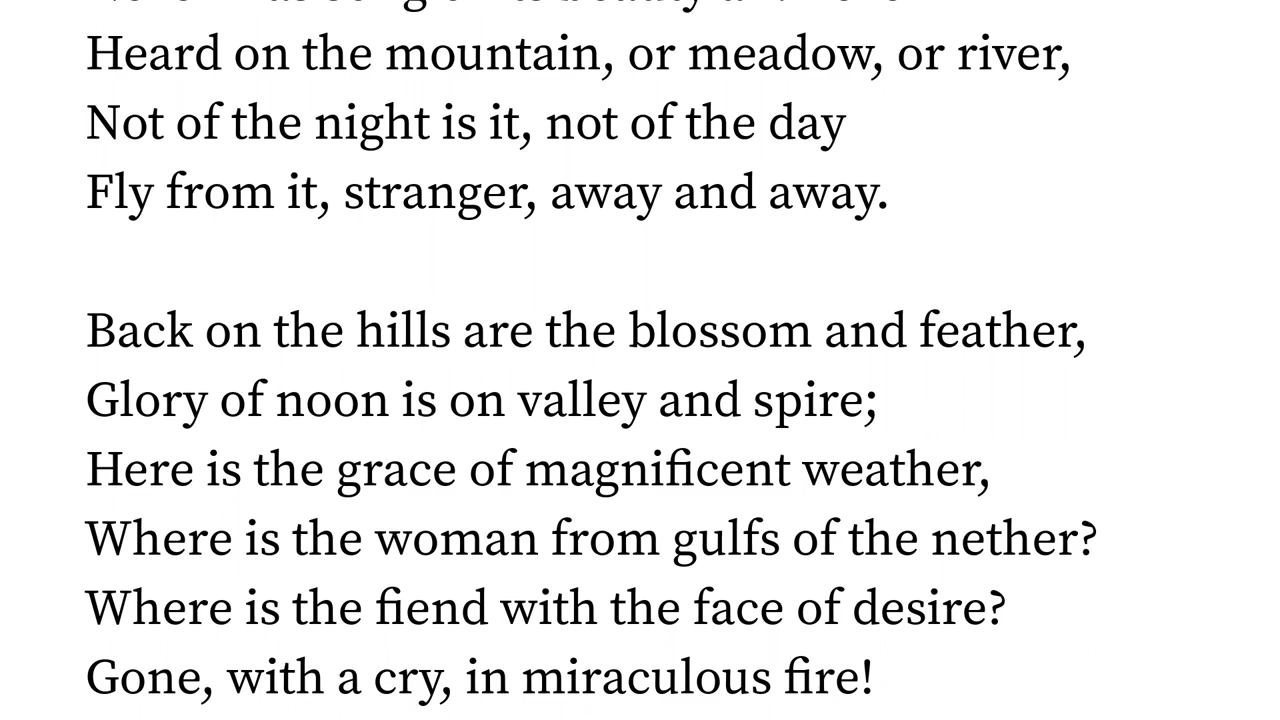 Heard on the mountain, or meadow, or river,
Not of the night is it, not of the day
Fly from it, stranger, away and away.
Back on the hills are the blossom and feather,
Glory of noon is on valley and spire;
Here is the grace of magnificent weather,
Where is the woman from gulfs of the nether?
Where is the fiend with the face of desire?
Gone, with a cry, in miraculous fire!